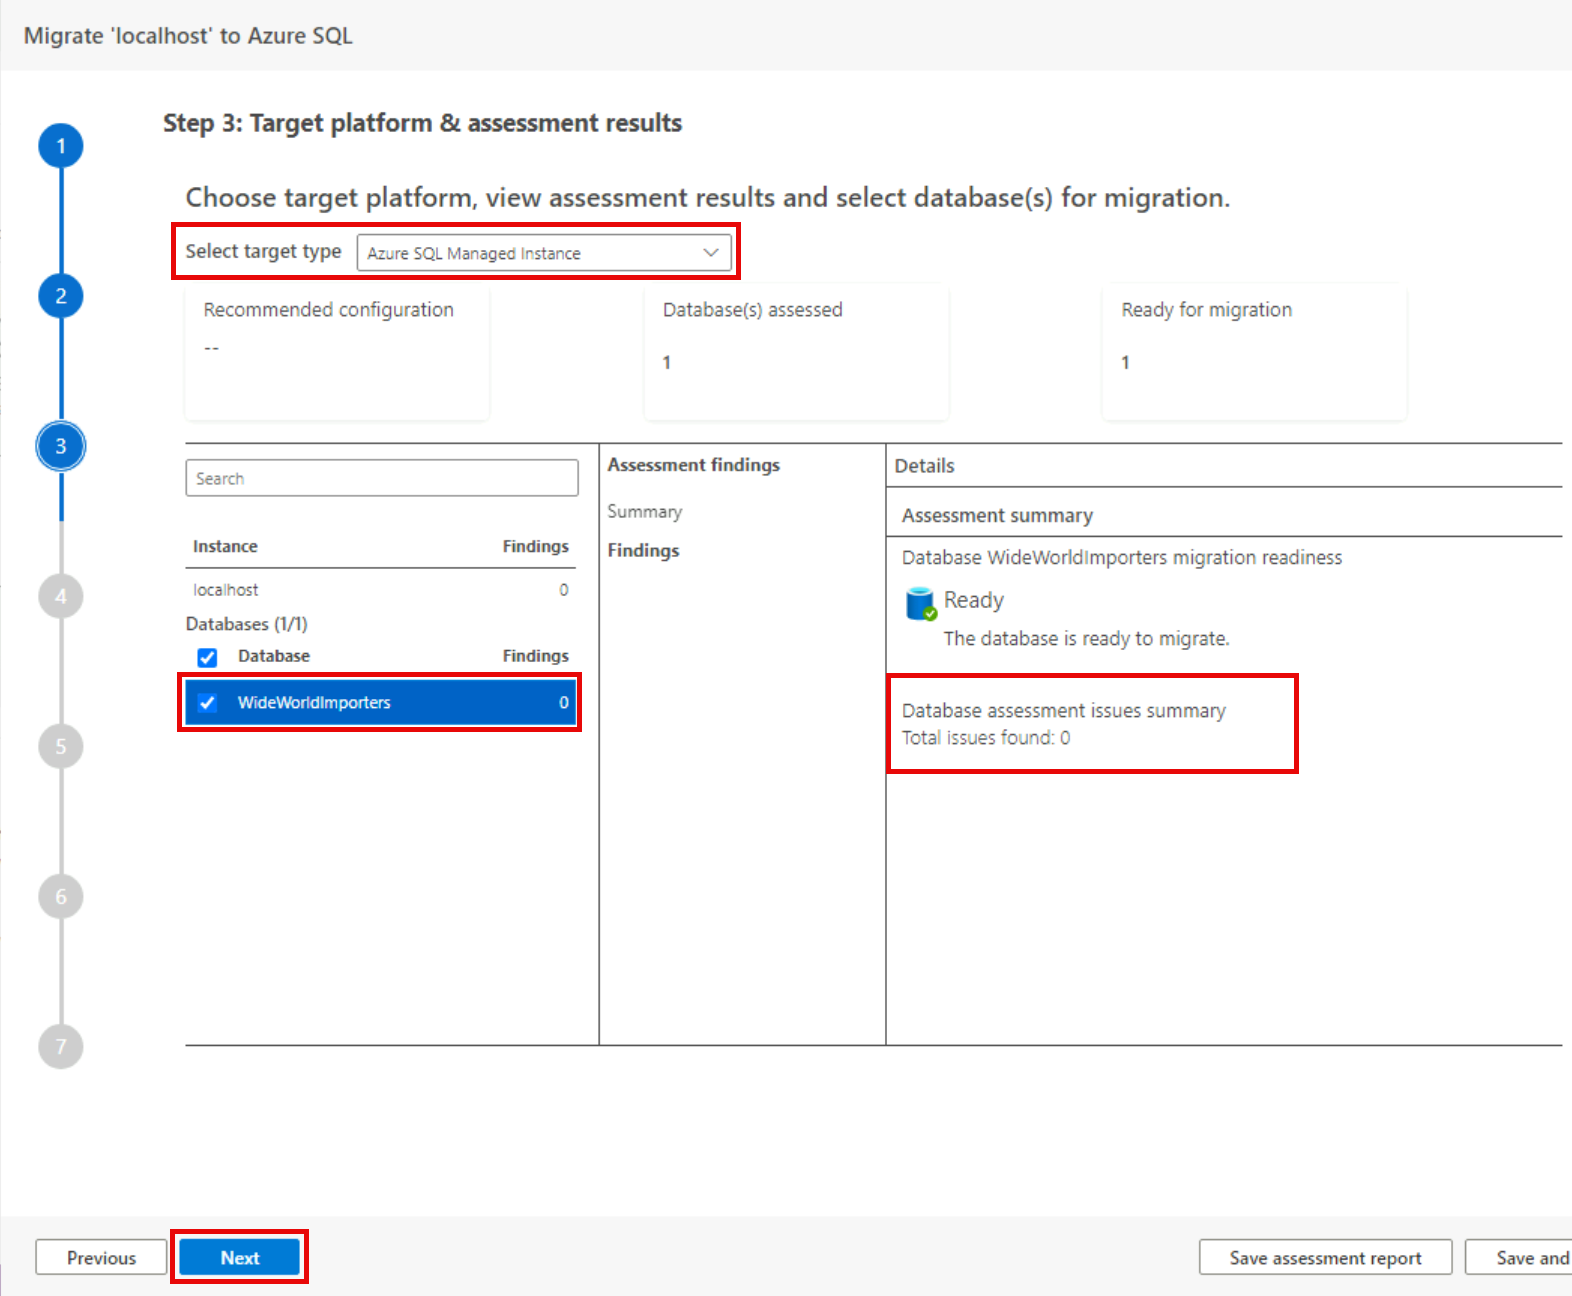 Migrate 'localhost' to Azure SQL
Step 3: Target platform & assessment results
Choose target platform, view assessment results and select database(s) for migration.
Select target type
Azure SQL Managed Instance
Recommended configuration
--
Database(s) assessed
1
Ready for migration
1
1
2
3
4
5
6
7
Search
Instance Findings
localhost 0
Databases (1/1)
Database Findings
WideWorldImporters 0
Assessment findings
Summary
Findings
Details
Assessment summary
Database WideWorldImporters migration readiness
Ready
The database is ready to migrate.
Database assessment issues summary
Total issues found: 0
Previous
Next
Save assessment report
Save and